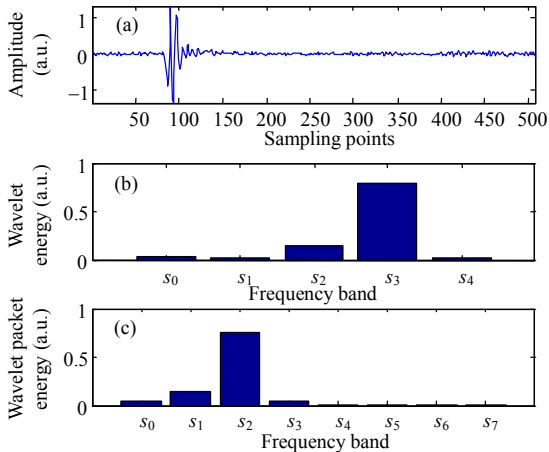 (a)
Amplitude
(a.u.)
1
0
−1
50 100 150 200 250 300 350 400 450 500
Sampling points
(b)
Wavelet
energy (a.u.)
1
0.5
0
s0 s1 s2 s3 s4
Frequency band
(c)
Wavelet packet
energy (a.u.)
1
0.5
0
s0 s1 s2 s3 s4 s5 s6 s7
Frequency band